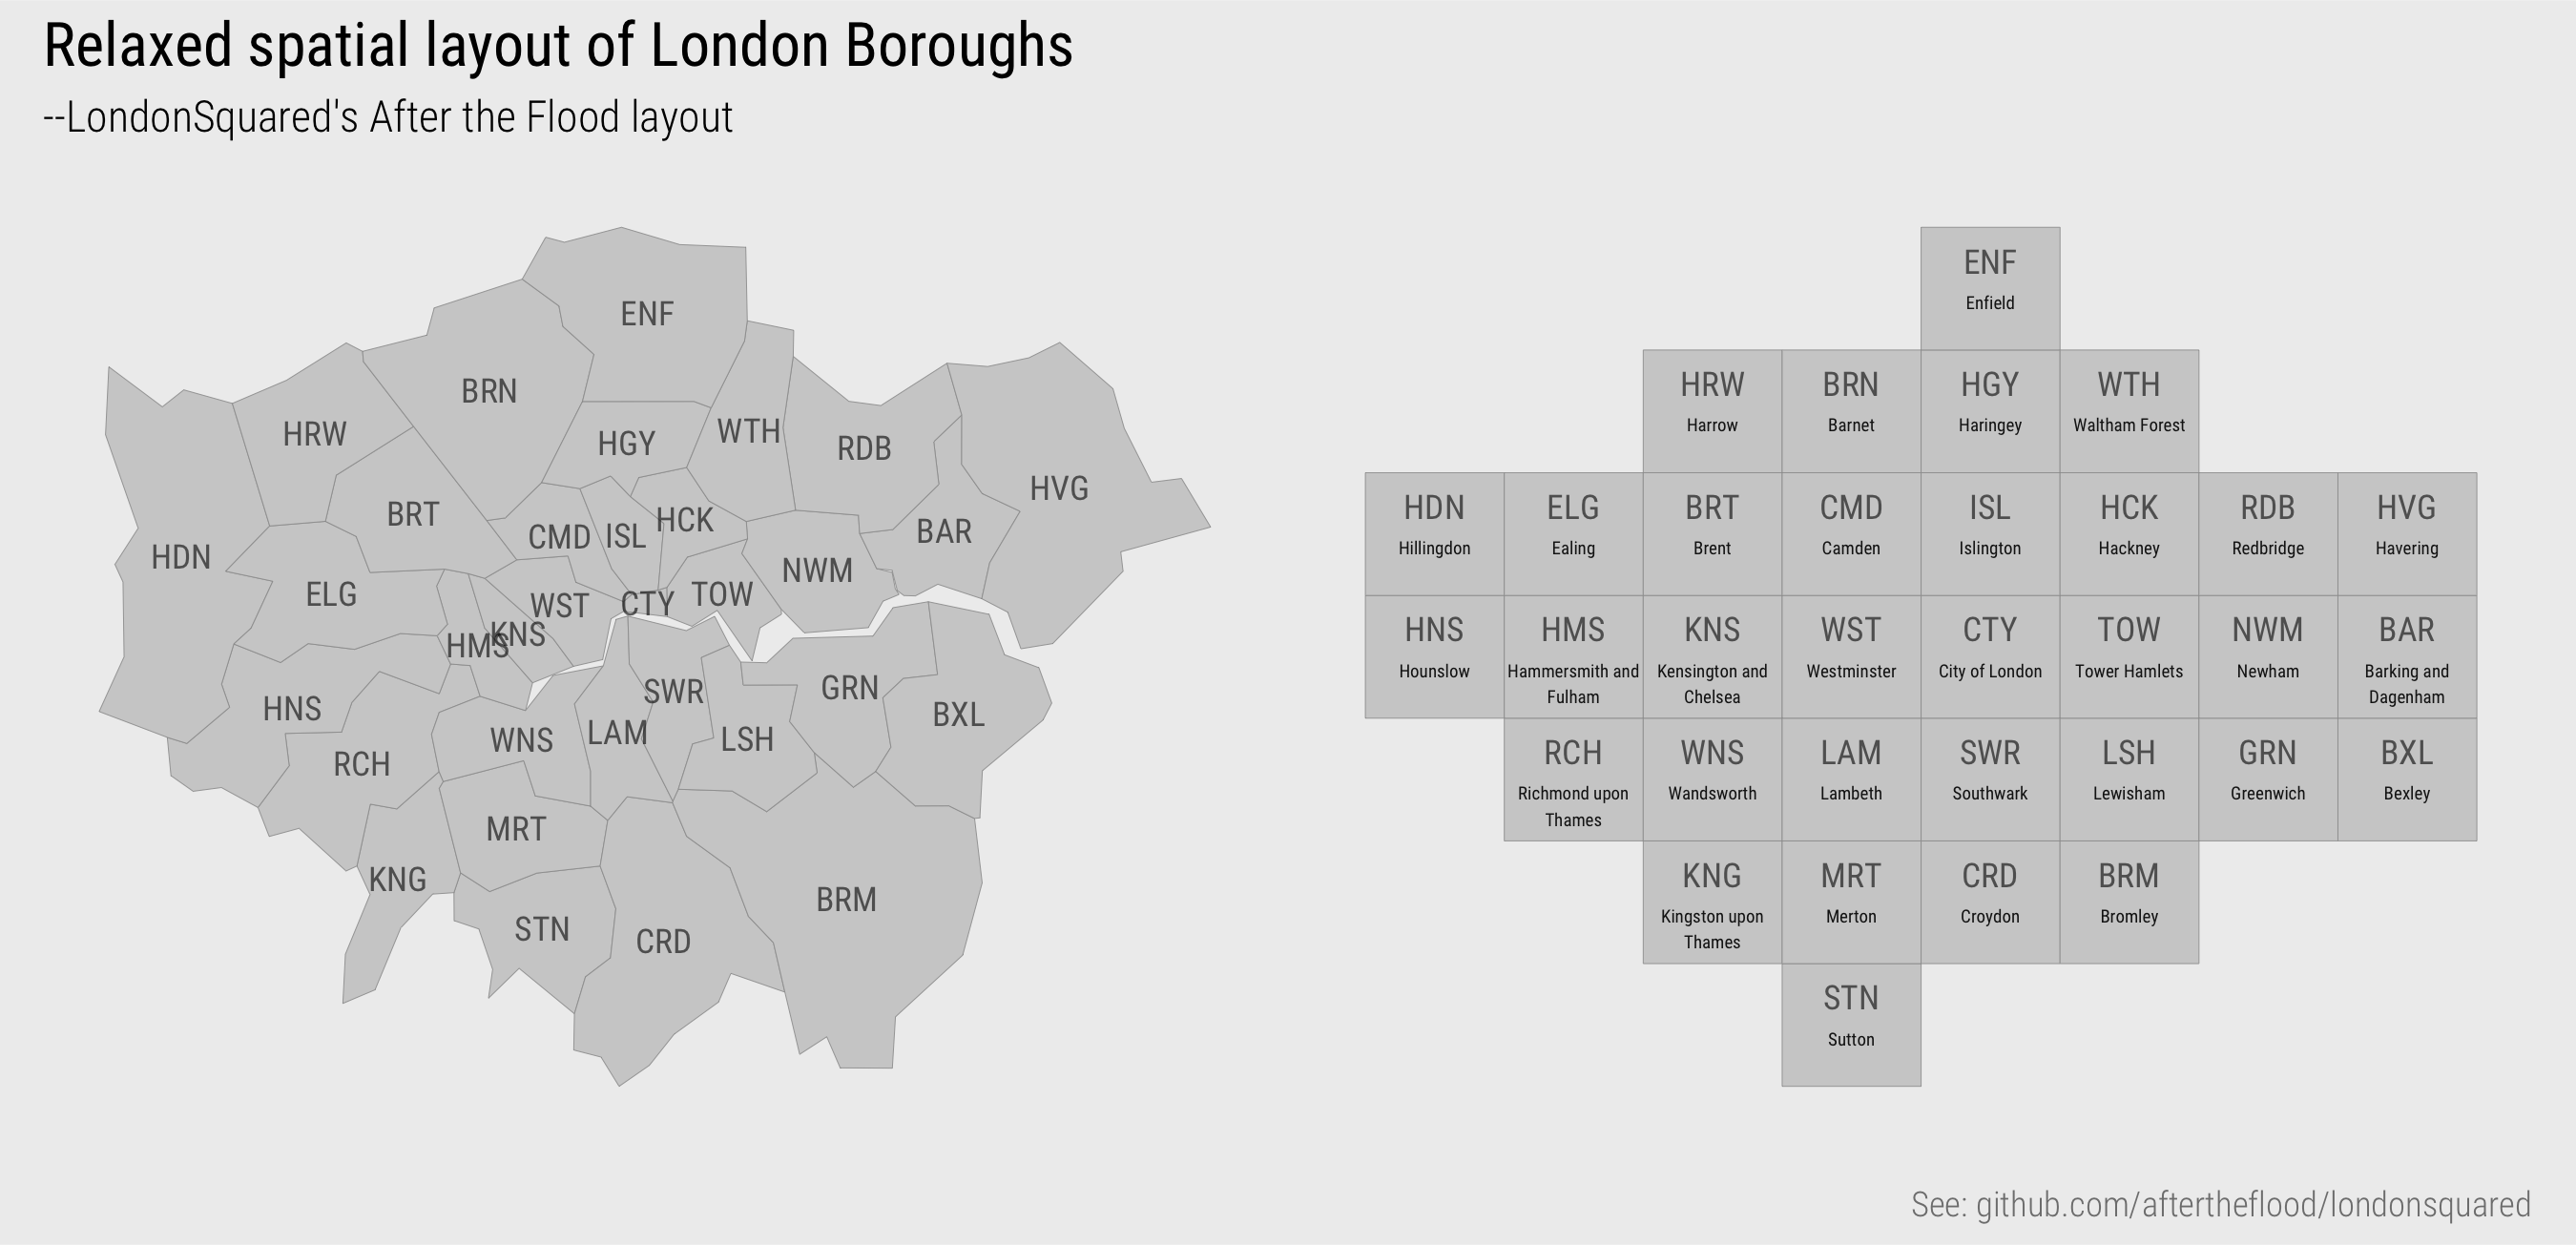 Relaxed spatial layout of London Boroughs
--LondonSquared's After the Flood layout
ENF
BRN
HRW
HGY
WTH
RDB
HVG
BRT
CMD
ISL
HCK
BAR
HDN
ELG
WST
CTY
TOW
NWM
HMS
KNS
HNS
RCH
WNS
LAM
SWR
LSH
GRN
BXL
MRT
KNG
STN
CRD
BRM
ENF
Enfield
HRW
Harrow
BRN
Barnet
HGY
Haringey
WTH
Waltham Forest
HDN
Hillingdon
ELG
Ealing
BRT
Brent
CMD
Camden
ISL
Islington
HCK
Hackney
RDB
Redbridge
HVG
Havering
HNS
Hounslow
HMS
Hammersmith and
Fulham
KNS
Kensington and
Chelsea
WST
Westminster
CTY
City of London
TOW
Tower Hamlets
NWM
Newham
BAR
Barking and
Dagenham
RCH
Richmond upon
Thames
WNS
Wandsworth
LAM
Lambeth
SWR
Southwark
LSH
Lewisham
GRN
Greenwich
BXL
Bexley
KNG
Kingston upon
Thames
MRT
Merton
CRD
Croydon
BRM
Bromley
STN
Sutton
See: github.com/aftertheflood/londonsquared